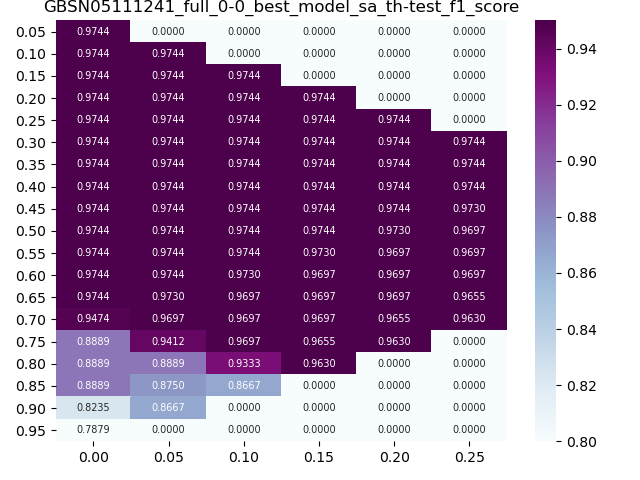 GBSN05111241_full_0-0_best_model_sa_th-test_f1_score
0.05 0.9744 0.0000 0.0000 0.0000 0.0000 0.0000
0.10 0.9744 0.9744 0.0000 0.0000 0.0000 0.0000
0.15 0.9744 0.9744 0.9744 0.0000 0.0000 0.0000
0.20 0.9744 0.9744 0.9744 0.9744 0.0000 0.0000
0.25 0.9744 0.9744 0.9744 0.9744 0.9744 0.0000
0.30 0.9744 0.9744 0.9744 0.9744 0.9744 0.9744
0.35 0.9744 0.9744 0.9744 0.9744 0.9744 0.9744
0.40 0.9744 0.9744 0.9744 0.9744 0.9744 0.9744
0.45 0.9744 0.9744 0.9744 0.9744 0.9744 0.9730
0.50 0.9744 0.9744 0.9744 0.9744 0.9730 0.9697
0.55 0.9744 0.9744 0.9744 0.9730 0.9697 0.9697
0.60 0.9744 0.9744 0.9730 0.9697 0.9697 0.9697
0.65 0.9744 0.9730 0.9697 0.9697 0.9697 0.9655
0.70 0.9474 0.9697 0.9697 0.9697 0.9655 0.9630
0.75 0.8889 0.9412 0.9697 0.9655 0.9630 0.0000
0.80 0.8889 0.8889 0.9333 0.9630 0.0000 0.0000
0.85 0.8889 0.8750 0.8667 0.0000 0.0000 0.0000
0.90 0.8235 0.8667 0.0000 0.0000 0.0000 0.0000
0.95 0.7879 0.0000 0.0000 0.0000 0.0000 0.0000
0.00 0.05 0.10 0.15 0.20 0.25
0.94
0.92
0.90
0.88
0.86
0.84
0.82
0.80